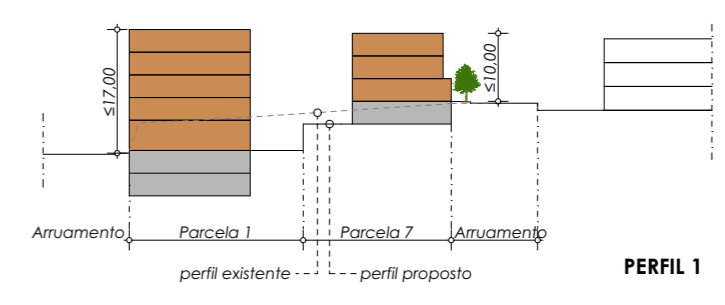 ≤17,00
≤10,00
Arruamento Parcela 1 Parcela 7 Arruamento
perfil existente perfil proposto
PERFIL 1